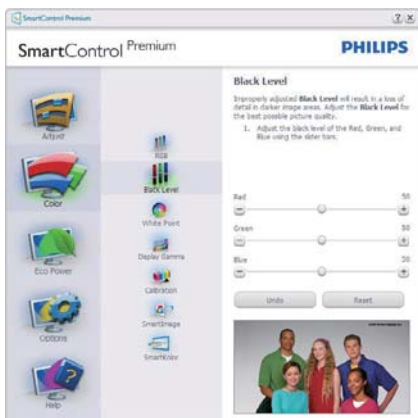 SmartControl Premium
SmartControl Premium
PHILIPS
Adjust
Color
Eco Power
Options
Help
RGB
Black Level
White Point
Display Gamma
Calibration
SmartImage
SmartKolor
Black Level
Improperly adjusted Black Level will result in a loss of
detail in darker image areas. Adjust the Black Level for
the best possible picture quality.
1. Adjust the black level of the Red, Green, and
Blue using the slider bars.
Red 50
Green 50
Blue 50
Undo
Reset